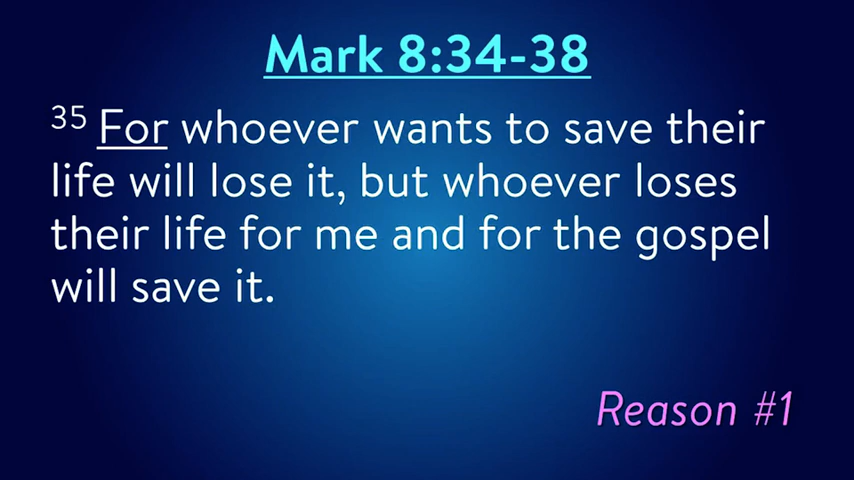 Mark 8:34-38
35 For whoever wants to save their
life will lose it, but whoever loses
their life for me and for the gospel
will save it.
Reason #1